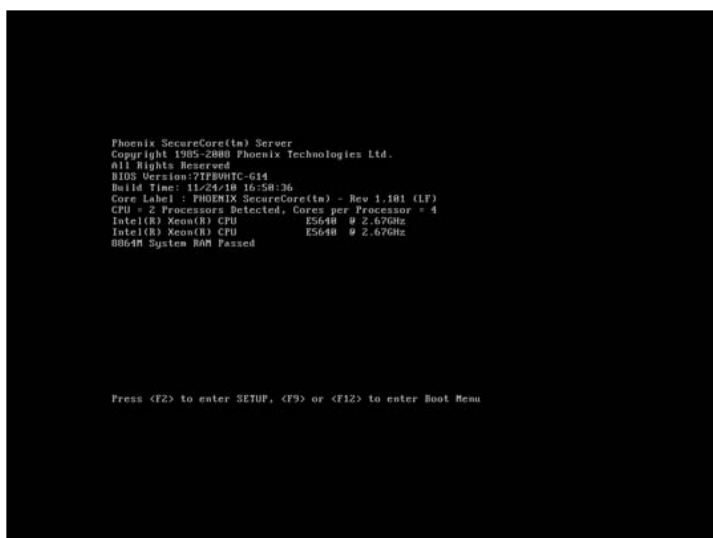 Phoenix SecureCore(tm) Server
Copyright 1985-2008 Phoenix Technologies Ltd.
All Rights Reserved
BIOS Version:7TPBVHTC-G14
Build Time: 11/24/10 16:50:36
Core Label : PHOENIX SecureCore(tm) - Rev 1.101 (LF)
CPU = 2 Processors Detected, Cores per Processor = 4
Intel(R) Xeon(R) CPU E5640 @ 2.67GHz
Intel(R) Xeon(R) CPU E5640 @ 2.67GHz
8064M System RAM Passed
Press <F2> to enter SETUP, <F9> or <F12> to enter Boot Menu